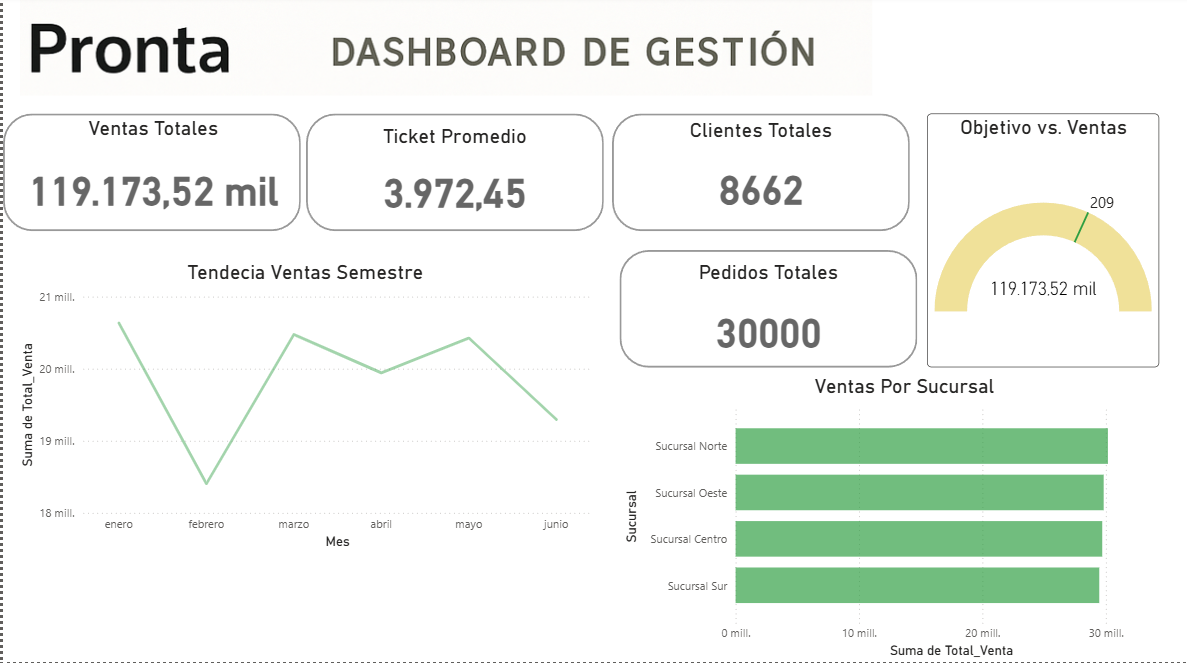 Pronta
DASHBOARD DE GESTIÓN
Ventas Totales
119.173,52 mil
Ticket Promedio
3.972,45
Clientes Totales
8662
Objetivo vs. Ventas
209
119.173,52 mil
Pedidos Totales
30000
Tendecia Ventas Semestre
Suma de Total_Venta
21 mill.
20 mill.
19 mill.
18 mill.
enero
febrero
marzo
abril
mayo
junio
Mes
Ventas Por Sucursal
Sucursal
Sucursal Norte
Sucursal Oeste
Sucursal Centro
Sucursal Sur
0 mill.
10 mill.
20 mill.
30 mill.
Suma de Total_Venta